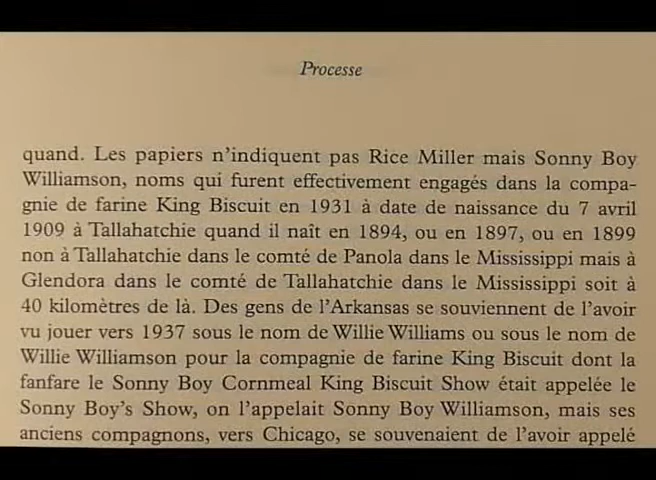 Processe
quand. Les papiers n'indiquent pas Rice Miller mais Sonny Boy
Williamson, noms qui furent effectivement engagés dans la compa-
gnie de farine King Biscuit en 1931 à date de naissance du 7 avril
1909 à Tallahatchie quand il naît en 1894, ou en 1897, ou en 1899
non à Tallahatchie dans le comté de Panola dans le Mississippi mais à
Glendora dans le comté de Tallahatchie dans le Mississippi soit à
40 kilomètres de là. Des gens de l'Arkansas se souviennent de l'avoir
vu jouer vers 1937 sous le nom de Willie Williams ou sous le nom de
Willie Williamson pour la compagnie de farine King Biscuit dont la
fanfare le Sonny Boy Cornmeal King Biscuit Show était appelée le
Sonny Boy's Show, on l'appelait Sonny Boy Williamson, mais ses
anciens compagnons, vers Chicago, se souvenaient de l'avoir appelé